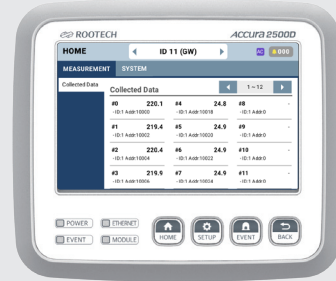 ROOTECH
ACCURA 2500D
HOME
ID 11 (GW)
AC
000
MEASUREMENT
SYSTEM
Collected Data
Collected Data
1~12
#0 220.1 #4 24.8 #8 -
- ID:1 Addr:10000 - ID:1 Addr:10018 - ID:1 Addr:0
#1 219.4 #5 24.9 #9 -
- ID:1 Addr:10002 - ID:1 Addr:10020 - ID:1 Addr:0
#2 219.4 #6 24.9 #10 -
- ID:1 Addr:10004 - ID:1 Addr:10022 - ID:1 Addr:0
#3 219.9 #7 24.9 #11 -
- ID:1 Addr:10006 - ID:1 Addr:10024 - ID:1 Addr:0
POWER
ETHERNET
EVENT
MODULE
HOME
SETUP
EVENT
BACK